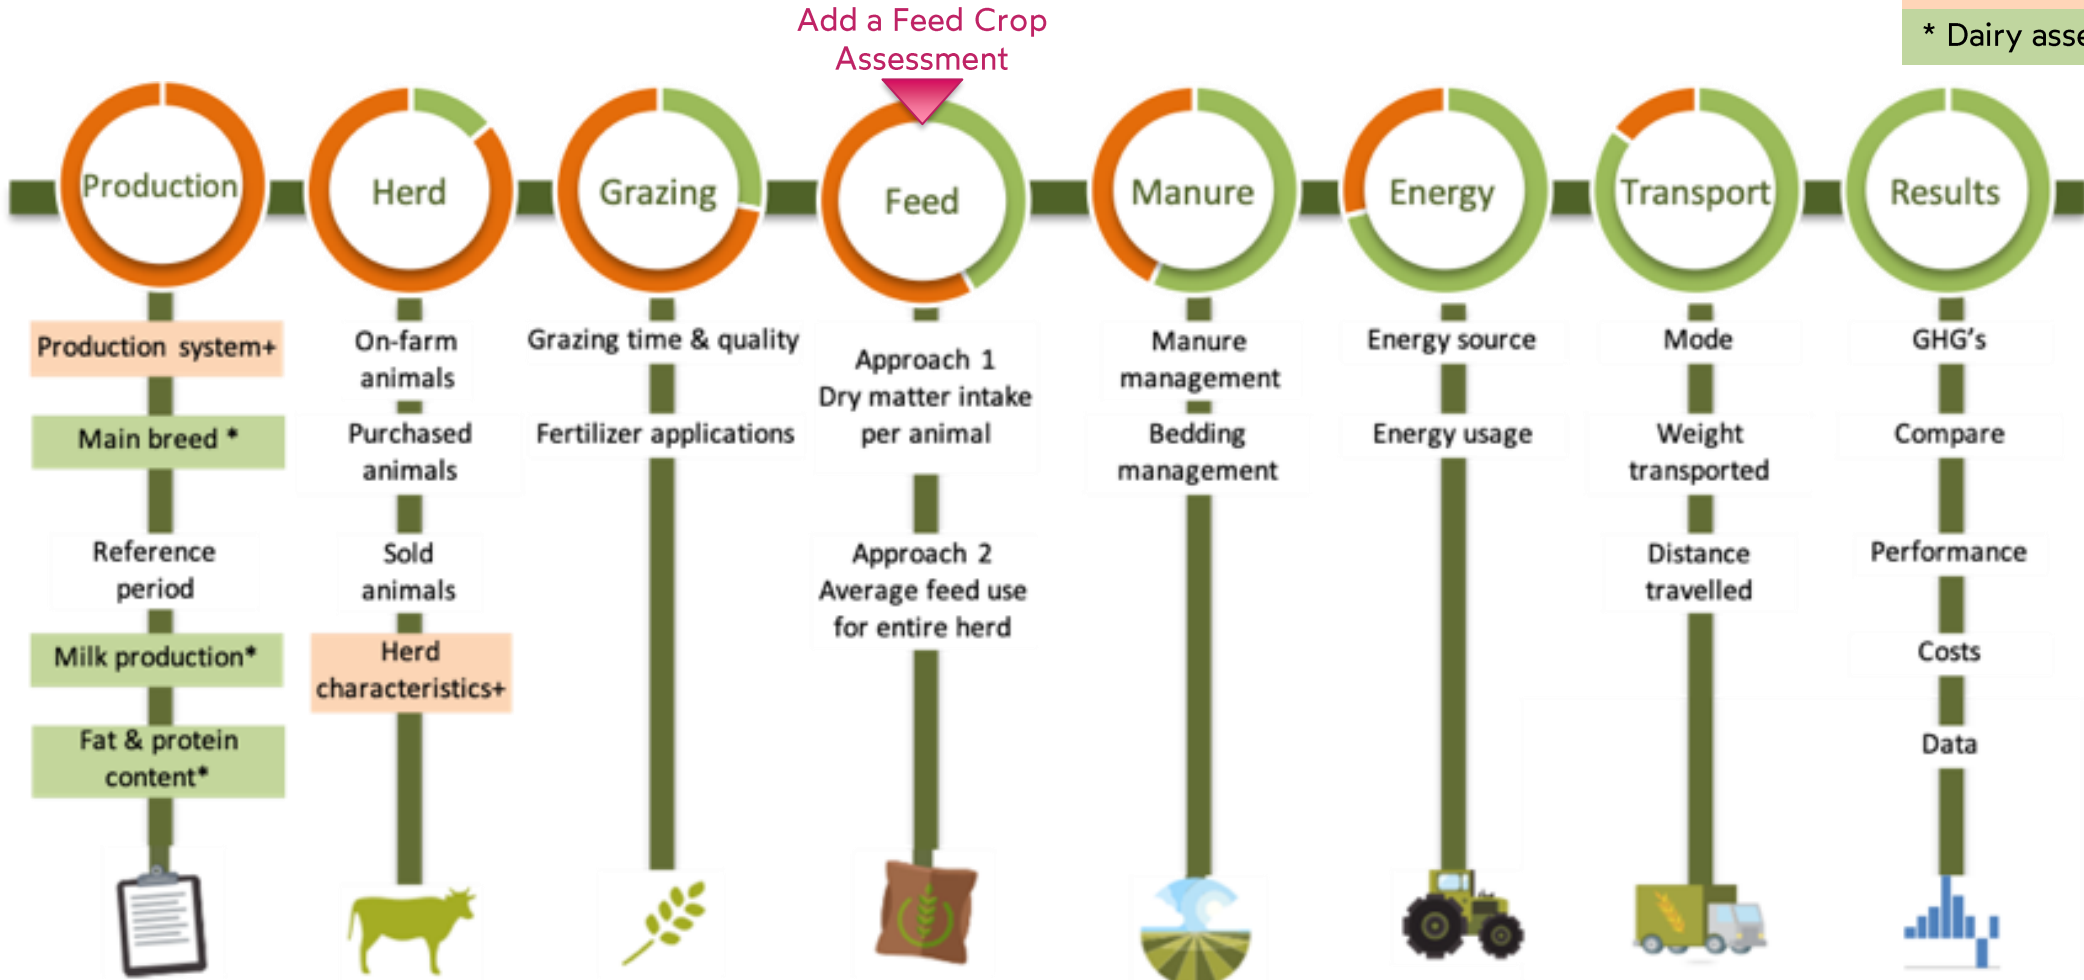 Add a Feed Crop
Assessment
* Dairy asse
Production
Herd
Grazing
Feed
Manure
Energy
Transport
Results
Production system+
Main breed *
Reference
period
Milk production*
Fat & protein
content*
On-farm
animals
Purchased
animals
Sold
animals
Herd
characteristics+
Grazing time & quality
Fertilizer applications
Approach 1
Dry matter intake
per animal
Approach 2
Average feed use
for entire herd
Manure
management
Bedding
management
Energy source
Energy usage
Mode
Weight
transported
Distance
travelled
GHG's
Compare
Performance
Costs
Data